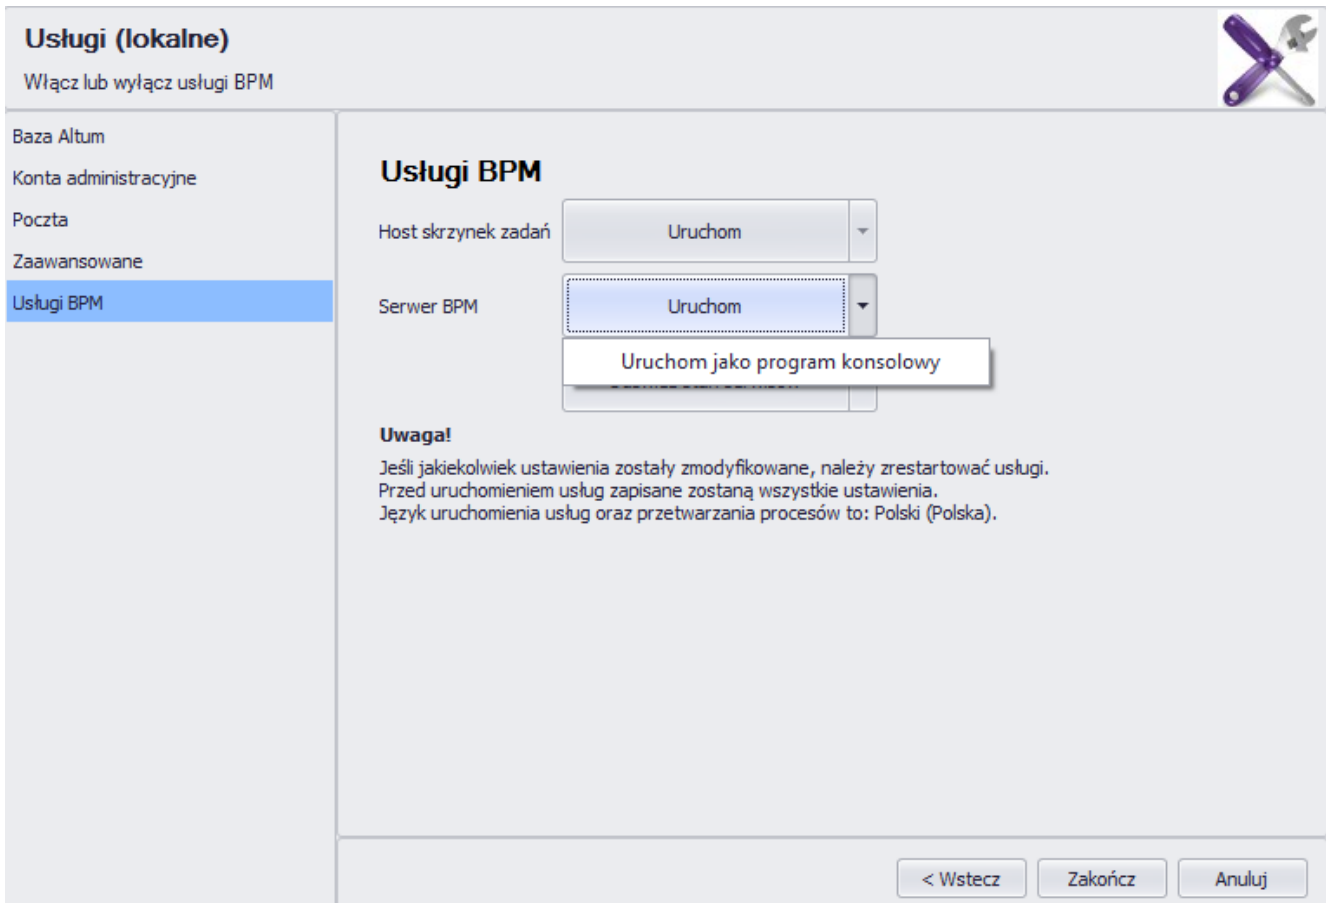 Usługi (lokalne)
Włącz lub wyłącz usługi BPM
Baza Altum
Konta administracyjne
Poczta
Zaawansowane
Usługi BPM
Usługi BPM
Host skrzynek zadań
Uruchom
Serwer BPM
Uruchom
Uruchom jako program konsolowy
Uwaga!
Jeśli jakiekolwiek ustawienia zostały zmodyfikowane, należy zrestartować usługi.
Przed uruchomieniem usług zapisane zostaną wszystkie ustawienia.
Język uruchomienia usług oraz przetwarzania procesów to: Polski (Polska).
< Wstecz
Zakończ
Anuluj